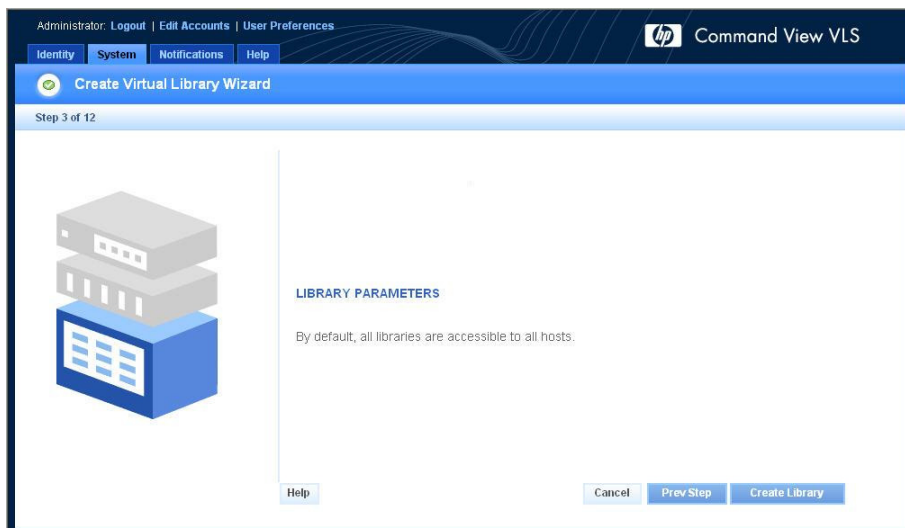 Administrator: Logout | Edit Accounts | User Preferences
hp Command View VLS
Identity System Notifications Help
Create Virtual Library Wizard
Step 3 of 12
LIBRARY PARAMETERS
By default, all libraries are accessible to all hosts.
Help Cancel Prev Step Create Library